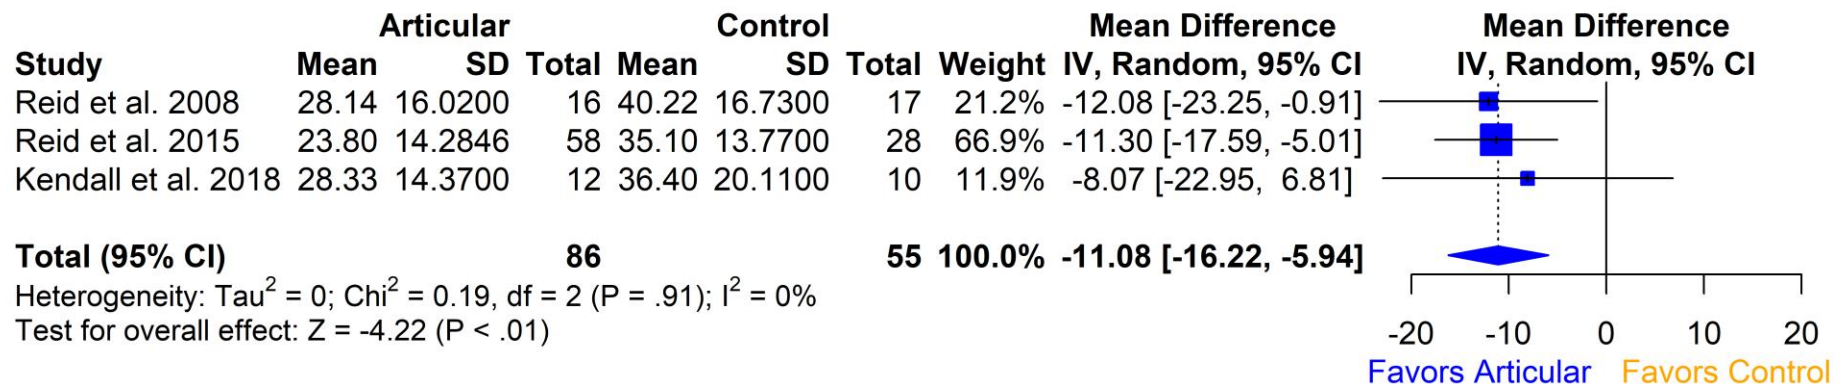 Articular Control Mean Difference Mean Difference
Study Mean SD Total Mean SD Total Weight IV, Random, 95% CI IV, Random, 95% CI
Reid et al. 2008 28.14 16.0200 16 40.22 16.7300 17 21.2% -12.08 [-23.25, -0.91]
Reid et al. 2015 23.80 14.2846 58 35.10 13.7700 28 66.9% -11.30 [-17.59, -5.01]
Kendall et al. 2018 28.33 14.3700 12 36.40 20.1100 10 11.9% -8.07 [-22.95, 6.81]
Total (95% CI) 86 55 100.0% -11.08 [-16.22, -5.94]
Heterogeneity: Tau² = 0; Chi² = 0.19, df = 2 (P = .91); I² = 0%
Test for overall effect: Z = -4.22 (P < .01)
-20 -10 0 10 20
Favors Articular Favors Control